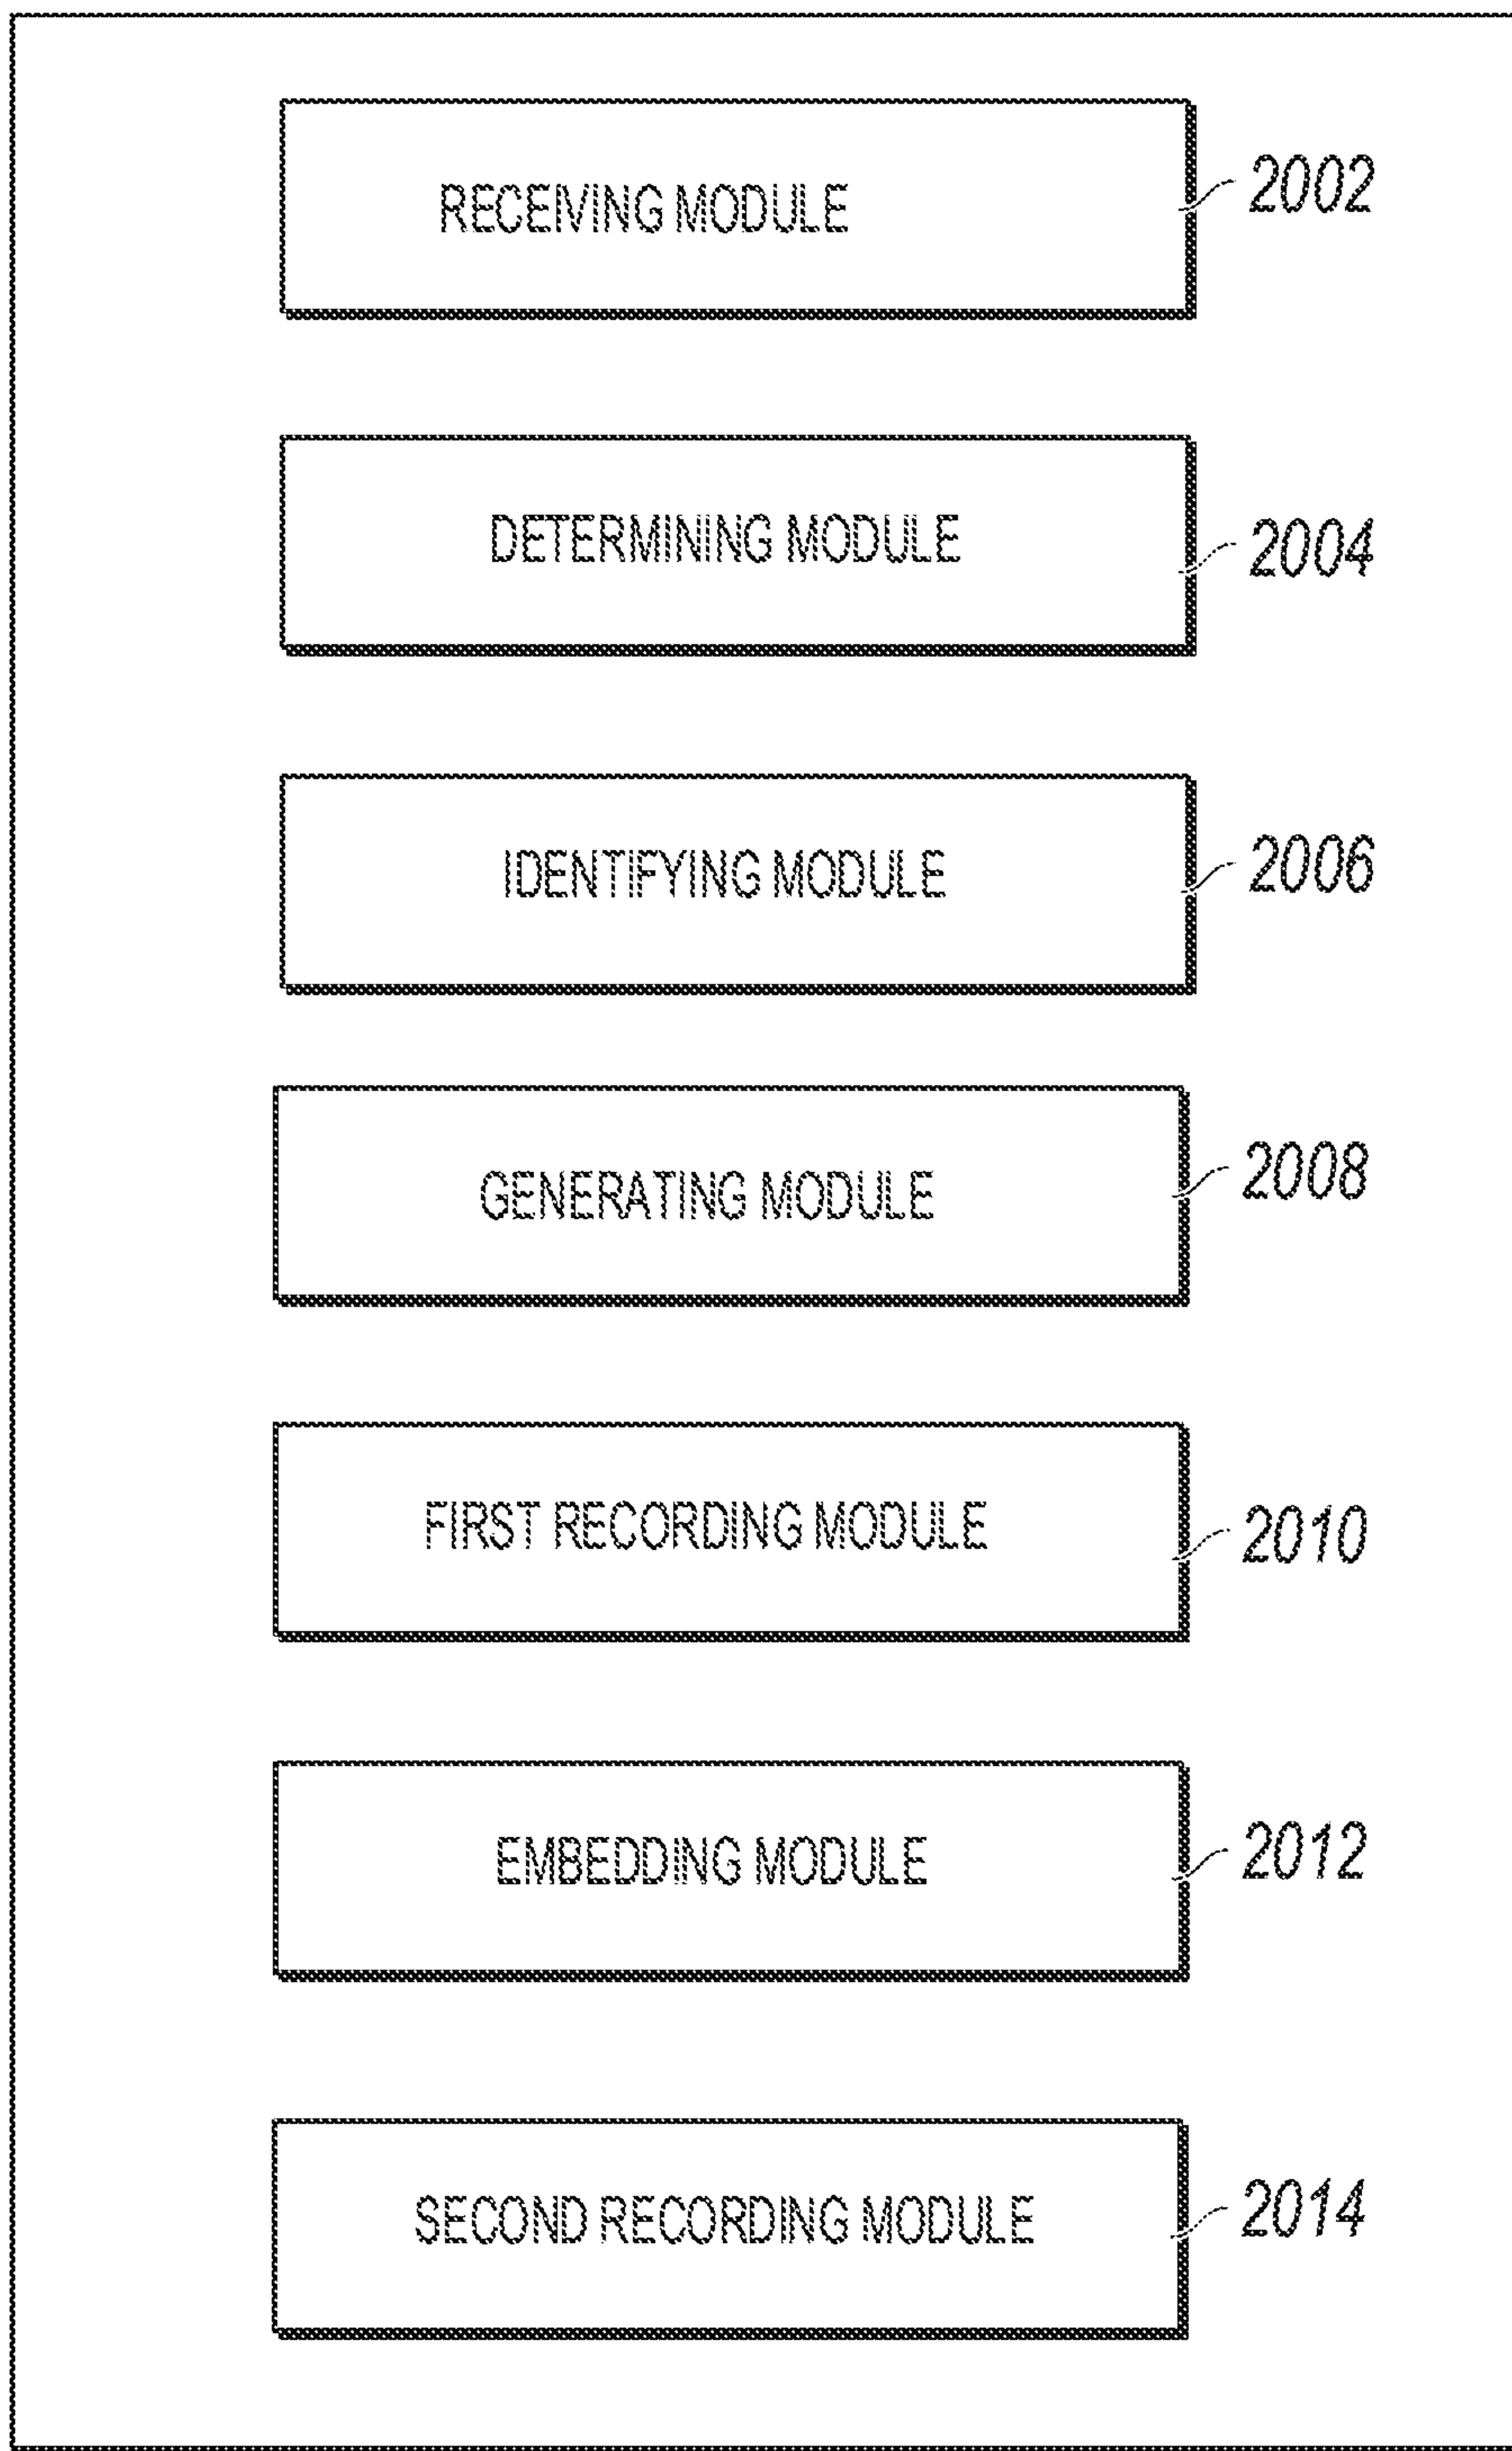 RECEIVING MODULE 2002
DETERMINING MODULE 2004
IDENTIFYING MODULE 2006
GENERATING MODULE 2008
FIRST RECORDING MODULE 2010
EMBEDDING MODULE 2012
SECOND RECORDING MODULE 2014